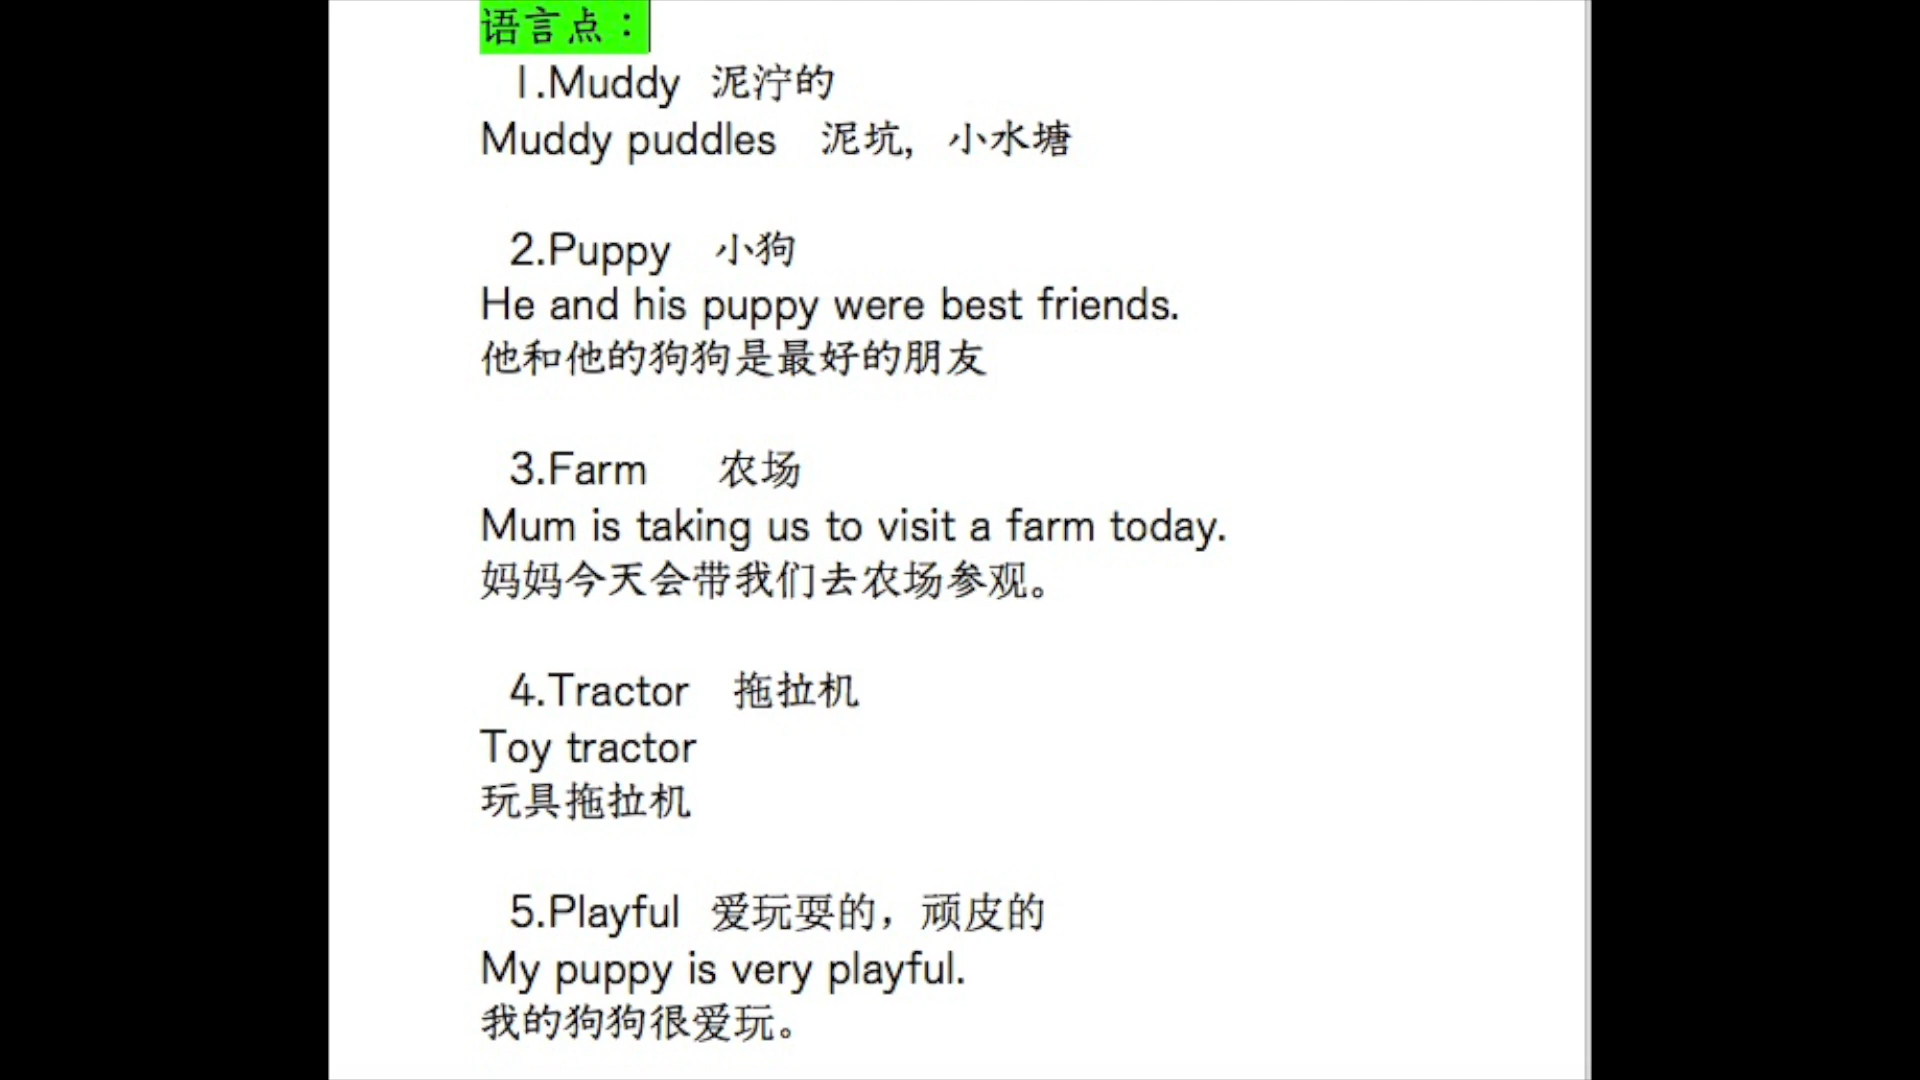 语言点：
1.Muddy 泥泞的
Muddy puddles 泥坑, 小水塘
2.Puppy 小狗
He and his puppy were best friends.
他和他的狗狗是最好的朋友
3.Farm 农场
Mum is taking us to visit a farm today.
妈妈今天会带我们去农场参观。
4.Tractor 拖拉机
Toy tractor
玩具拖拉机
5.Playful 爱玩耍的，顽皮的
My puppy is very playful.
我的狗狗很爱玩。